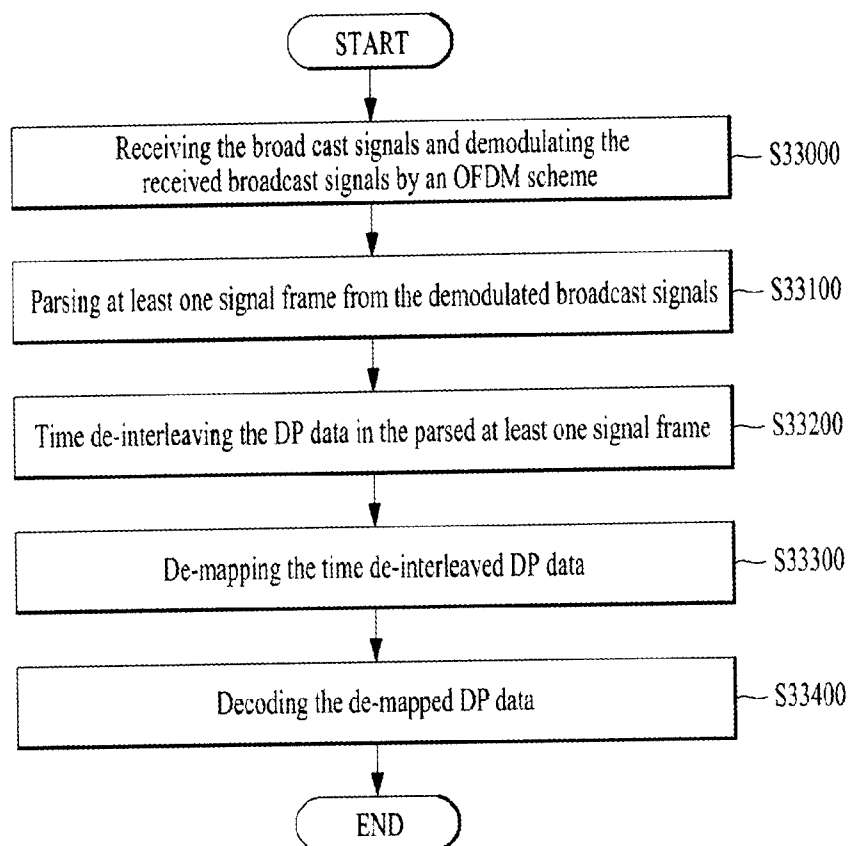 START
Receiving the broad cast signals and demodulating the
received broadcast signals by an OFDM scheme
S33000
Parsing at least one signal frame from the demodulated broadcast signals
S33100
Time de-interleaving the DP data in the parsed at least one signal frame
S33200
De-mapping the time de-interleaved DP data
S33300
Decoding the de-mapped DP data
S33400
END